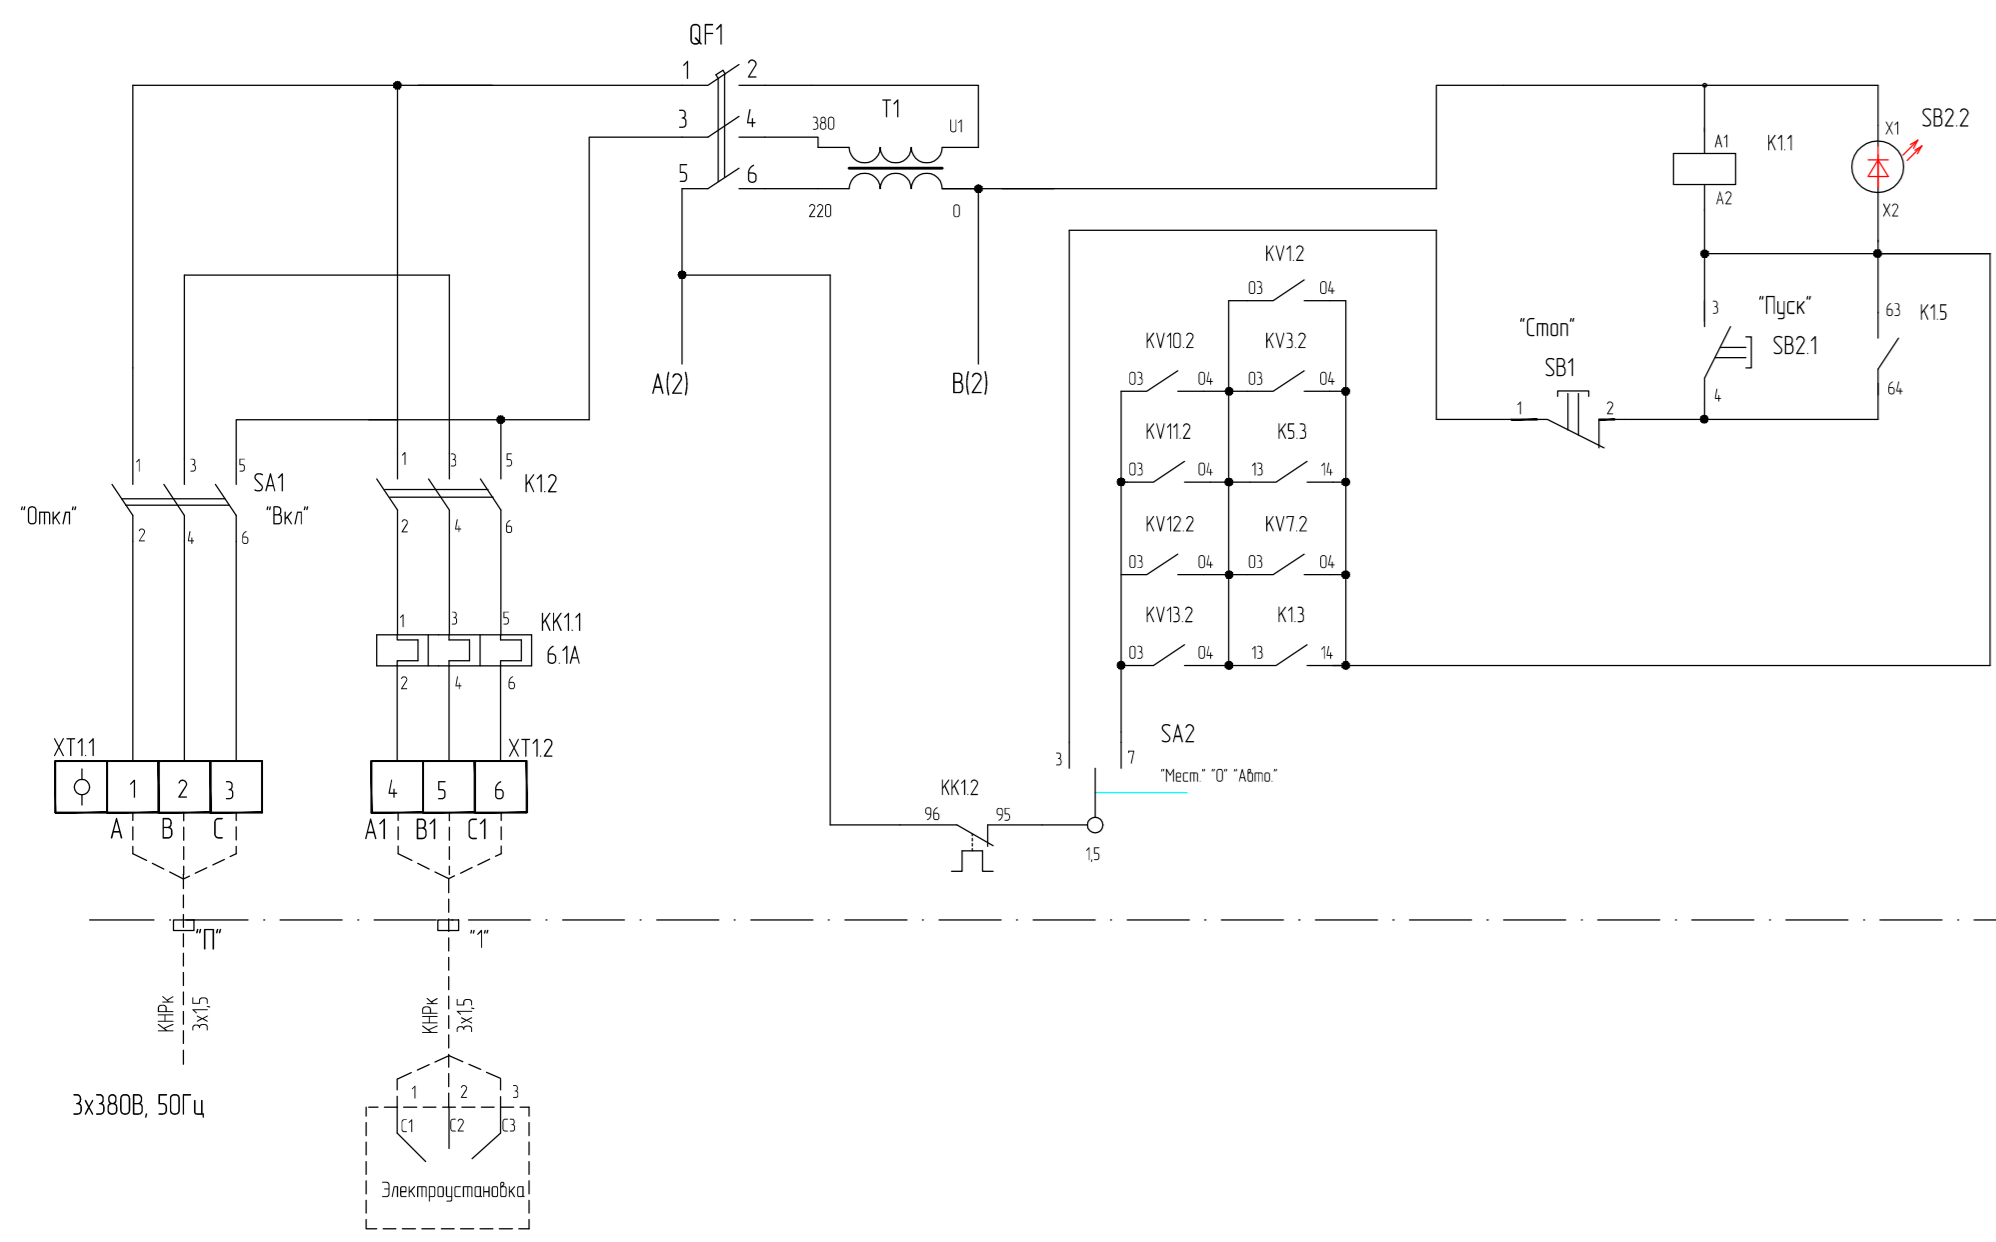 QF1
1 2
3 4
5 6
380 T1 U1
220 0
A(2) B(2)
A1 K1.1
A2
X1 SB2.2
X2
KV1.2
03 04
KV10.2 KV3.2
03 04 03 04
KV11.2 K5.3
03 04 13 14
KV12.2 KV7.2
03 04 03 04
KV13.2 K1.3
03 04 13 14
"Стоп"
SB1
1 2
3 "Пуск"
SB2.1
4
63 K1.5
64
1 3 5
SA1
"Откл" "Вкл"
2 4 6
1 3 5
K1.2
2 4 6
1 3 5 KK1.1
6.1A
2 4 6
XT1.1 XT1.2
1 2 3 4 5 6
A B C A1 B1 C1
3 7 SA2
"Мест." "0" "Авто."
KK1.2
96 95
1,5
"П" "1"
КНРк 3x1,5 КНРк 3x1,5
3x380В, 50Гц
1 2 3
C1 C2 C3
Электроустановка